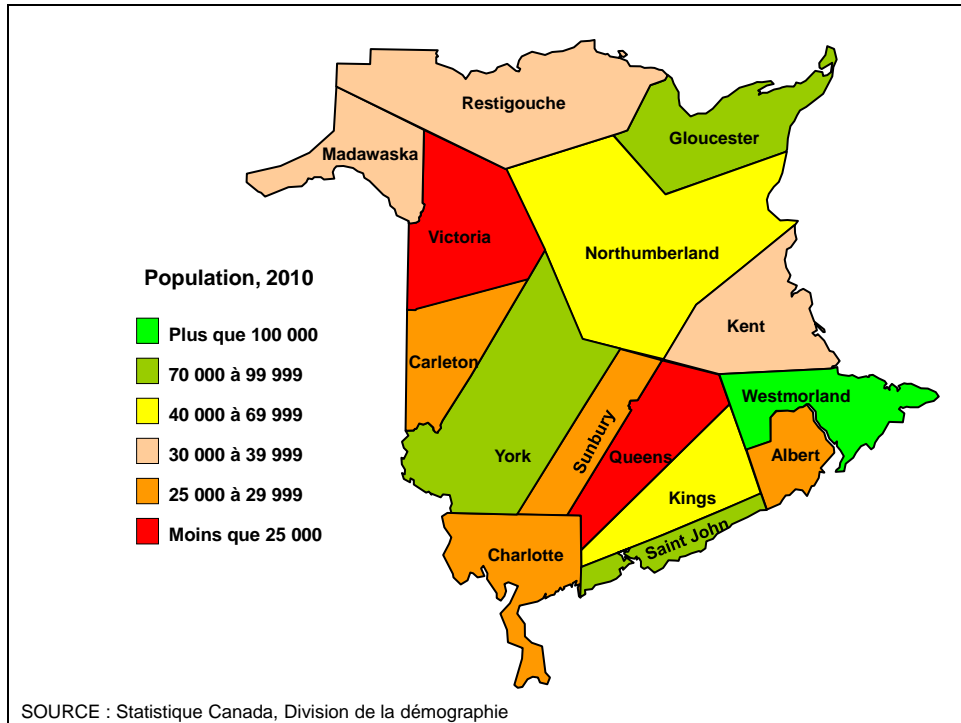 Restigouche
Gloucester
Madawaska
Victoria
Northumberland
Population, 2010
Plus que 100 000
70 000 à 99 999
40 000 à 69 999
30 000 à 39 999
25 000 à 29 999
Moins que 25 000
Kent
Carleton
Westmorland
York
Sunbury
Queens
Albert
Kings
Saint John
Charlotte
SOURCE : Statistique Canada, Division de la démographie